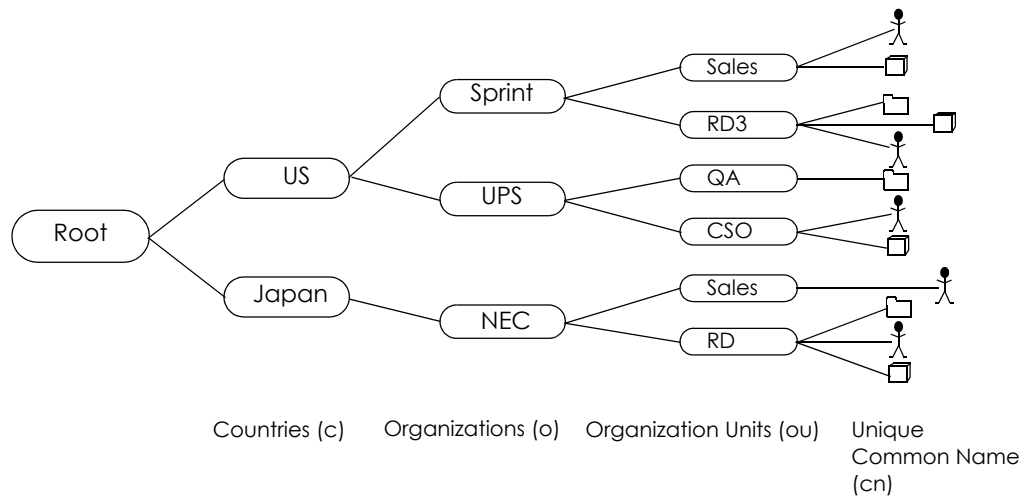 Sprint
Sales
RD3
US
UPS
QA
CSO
Root
Japan
NEC
Sales
RD
Countries (c)
Organizations (o)
Organization Units (ou)
Unique
Common Name
(cn)